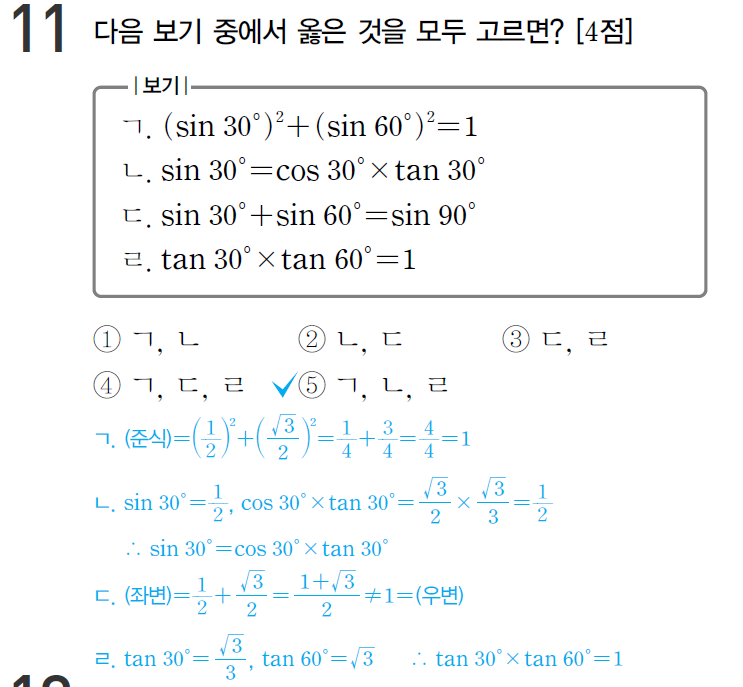 11 다음 보기 중에서 옳은 것을 모두 고르면? [4점]
|보기|
ㄱ. (sin 30°)²+(sin 60°)²=1
ㄴ. sin 30°=cos 30°×tan 30°
ㄷ. sin 30°+sin 60°=sin 90°
ㄹ. tan 30°×tan 60°=1
① ㄱ, ㄴ ② ㄴ, ㄷ ③ ㄷ, ㄹ
④ ㄱ, ㄷ, ㄹ ✓⑤ ㄱ, ㄴ, ㄹ
ㄱ. (준식)=(1/2)²+(√3/2)²=1/4+3/4=4/4=1
ㄴ. sin 30°=1/2, cos 30°×tan 30°=√3/2×√3/3=1/2
∴ sin 30°=cos 30°×tan 30°
ㄷ. (좌변)=1/2+√3/2=(1+√3)/2≠1=(우변)
ㄹ. tan 30°=√3/3, tan 60°=√3 ∴ tan 30°×tan 60°=1